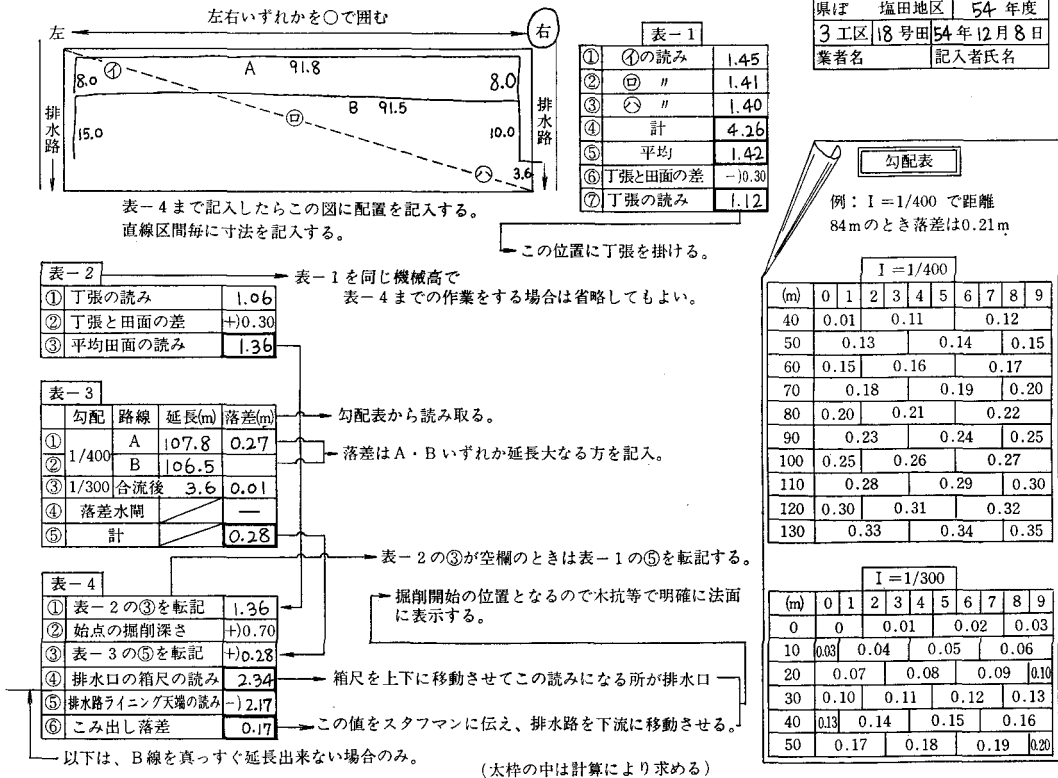 左右いずれかを○で囲む
左 右
A 91.8
8.0 ㋑ 8.0
B 91.5
㋺
15.0 10.0
㋩ 3.6
排水路 排水路
表-4まで記入したらこの図に配置を記入する。
直線区間毎に寸法を記入する。
県ぼ 塩田地区 54 年度
3 工区 18 号田 54 年 12 月 8 日
業者名 記入者氏名
表-1
① ㋑の読み 1.45
② ㋺ 〃 1.41
③ ㋩ 〃 1.40
④ 計 4.26
⑤ 平均 1.42
⑥ 丁張と田面の差 -)0.30
⑦ 丁張の読み 1.12
この位置に丁張を掛ける。
表-2
表-1を同じ機械高で
表-4までの作業をする場合は省略してもよい。
① 丁張の読み 1.06
② 丁張と田面の差 +)0.30
③ 平均田面の読み 1.36
表-3
勾配 路線 延長(m) 落差(m)
勾配表から読み取る。
① 1/400 A 107.8 0.27
② B 106.5
落差はA・Bいずれか延長大なる方を記入。
③ 1/300 合流後 3.6 0.01
④ 落差水閘 —
⑤ 計 0.28
表-2の③が空欄のときは表-1の⑤を転記する。
表-4
① 表-2の③を転記 1.36
② 始点の掘削深さ +)0.70
③ 表-3の⑤を転記 +)0.28
④ 排水口の箱尺の読み 2.34
⑤ 排水路ライニング天端の読み -)2.17
⑥ こみ出し落差 0.17
掘削開始の位置となるので木抗等で明確に法面
に表示する。
箱尺を上下に移動させてこの読みになる所が排水口
この値をスタフマンに伝え、排水路を下流に移動させる。
以下は、B線を真っすぐ延長出来ない場合のみ。
(太枠の中は計算により求める)
勾配表
例：I=1/400 で距離
84mのとき落差は0.21m
I=1/400
(m) 0 1 2 3 4 5 6 7 8 9
40 0.01 0.11 0.12
50 0.13 0.14 0.15
60 0.15 0.16 0.17
70 0.18 0.19 0.20
80 0.20 0.21 0.22
90 0.23 0.24 0.25
100 0.25 0.26 0.27
110 0.28 0.29 0.30
120 0.30 0.31 0.32
130 0.33 0.34 0.35
I=1/300
(m) 0 1 2 3 4 5 6 7 8 9
0 0 0.01 0.02 0.03
10 0.03 0.04 0.05 0.06
20 0.07 0.08 0.09 0.10
30 0.10 0.11 0.12 0.13
40 0.13 0.14 0.15 0.16
50 0.17 0.18 0.19 0.20